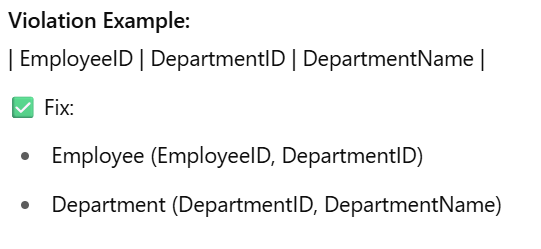 Violation Example:
| EmployeeID | DepartmentID | DepartmentName |
✅ Fix:
• Employee (EmployeeID, DepartmentID)
• Department (DepartmentID, DepartmentName)